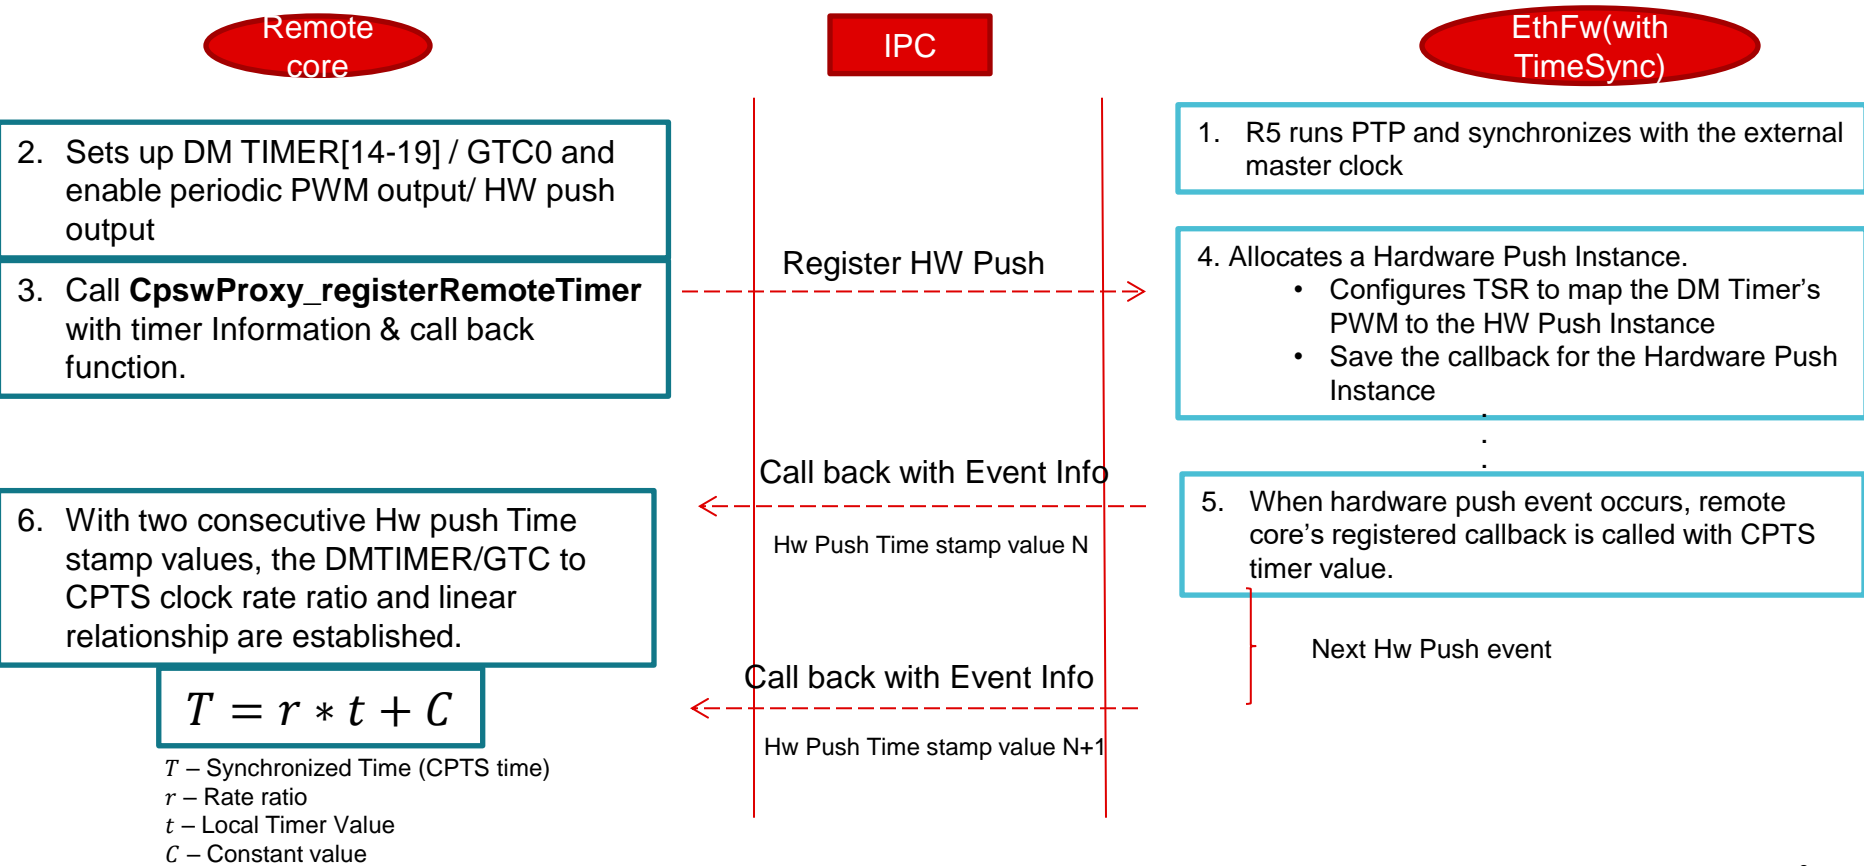 Remote
core
IPC
EthFw(with
TimeSync)
1. R5 runs PTP and synchronizes with the external
master clock
2. Sets up DM TIMER[14-19] / GTC0 and
enable periodic PWM output/ HW push
output
3. Call CpswProxy_registerRemoteTimer
with timer Information & call back
function.
Register HW Push
4. Allocates a Hardware Push Instance.
• Configures TSR to map the DM Timer's
PWM to the HW Push Instance
• Save the callback for the Hardware Push
Instance
.
.
.
Call back with Event Info
Hw Push Time stamp value N
5. When hardware push event occurs, remote
core's registered callback is called with CPTS
timer value.
6. With two consecutive Hw push Time
stamp values, the DMTIMER/GTC to
CPTS clock rate ratio and linear
relationship are established.
Next Hw Push event
Call back with Event Info
Hw Push Time stamp value N+1
T = r ∗ t + C
T – Synchronized Time (CPTS time)
r – Rate ratio
t – Local Timer Value
C – Constant value